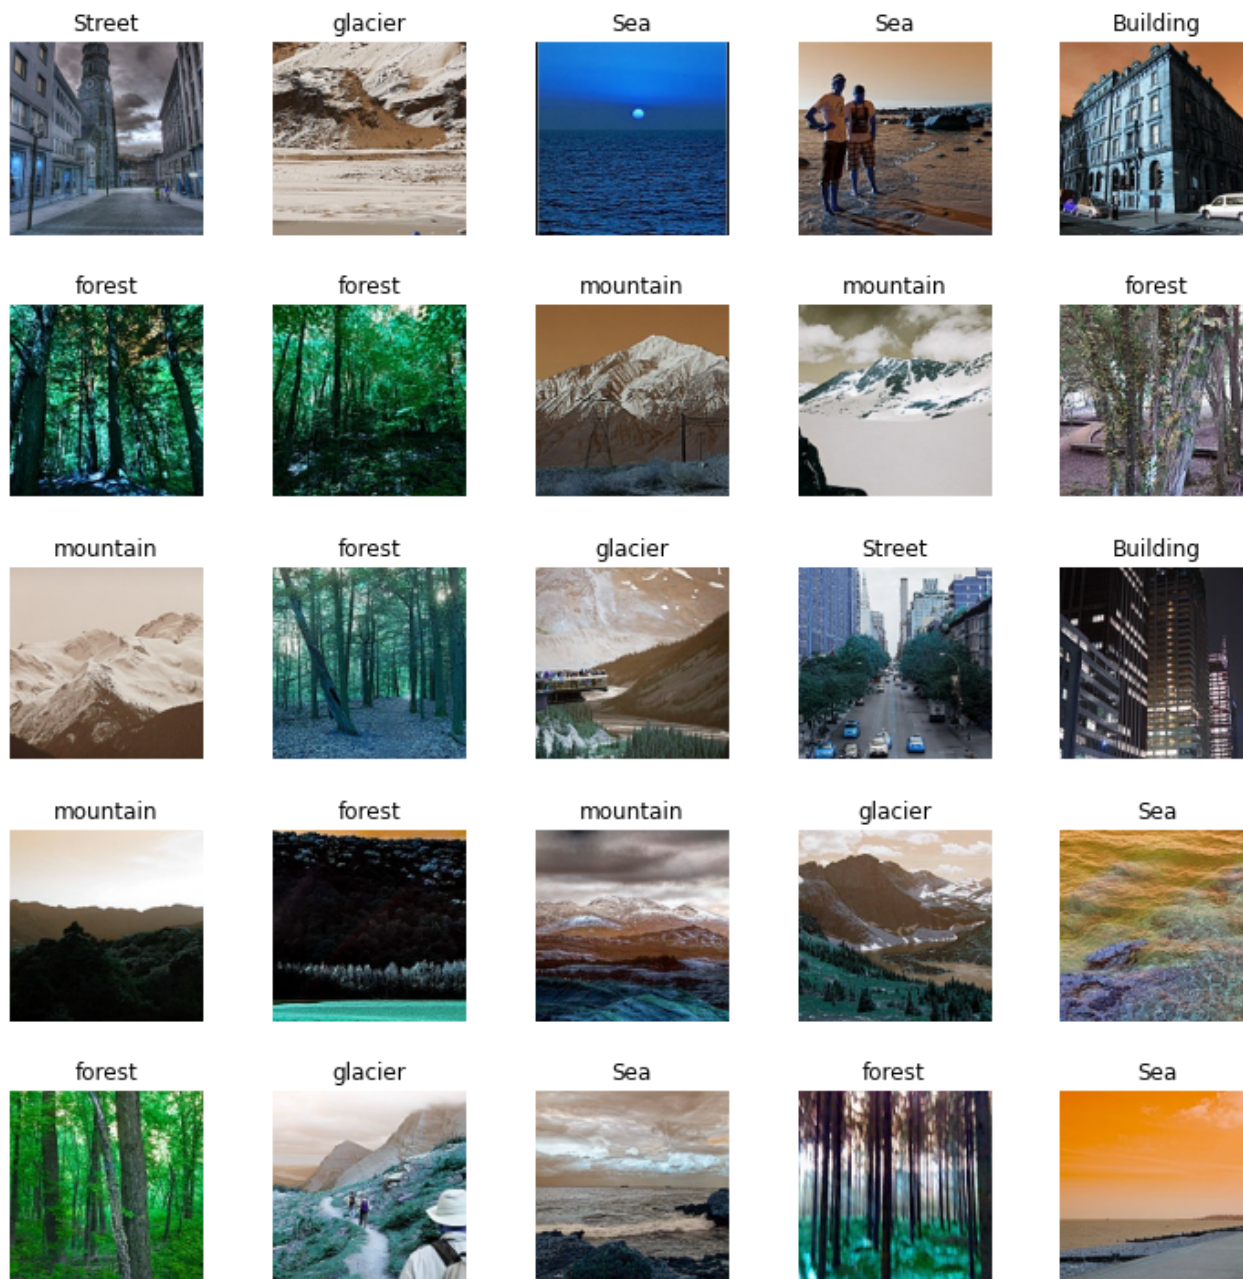 Street glacier Sea Sea Building
forest forest mountain mountain forest
mountain forest glacier Street Building
mountain forest mountain glacier Sea
forest glacier Sea forest Sea